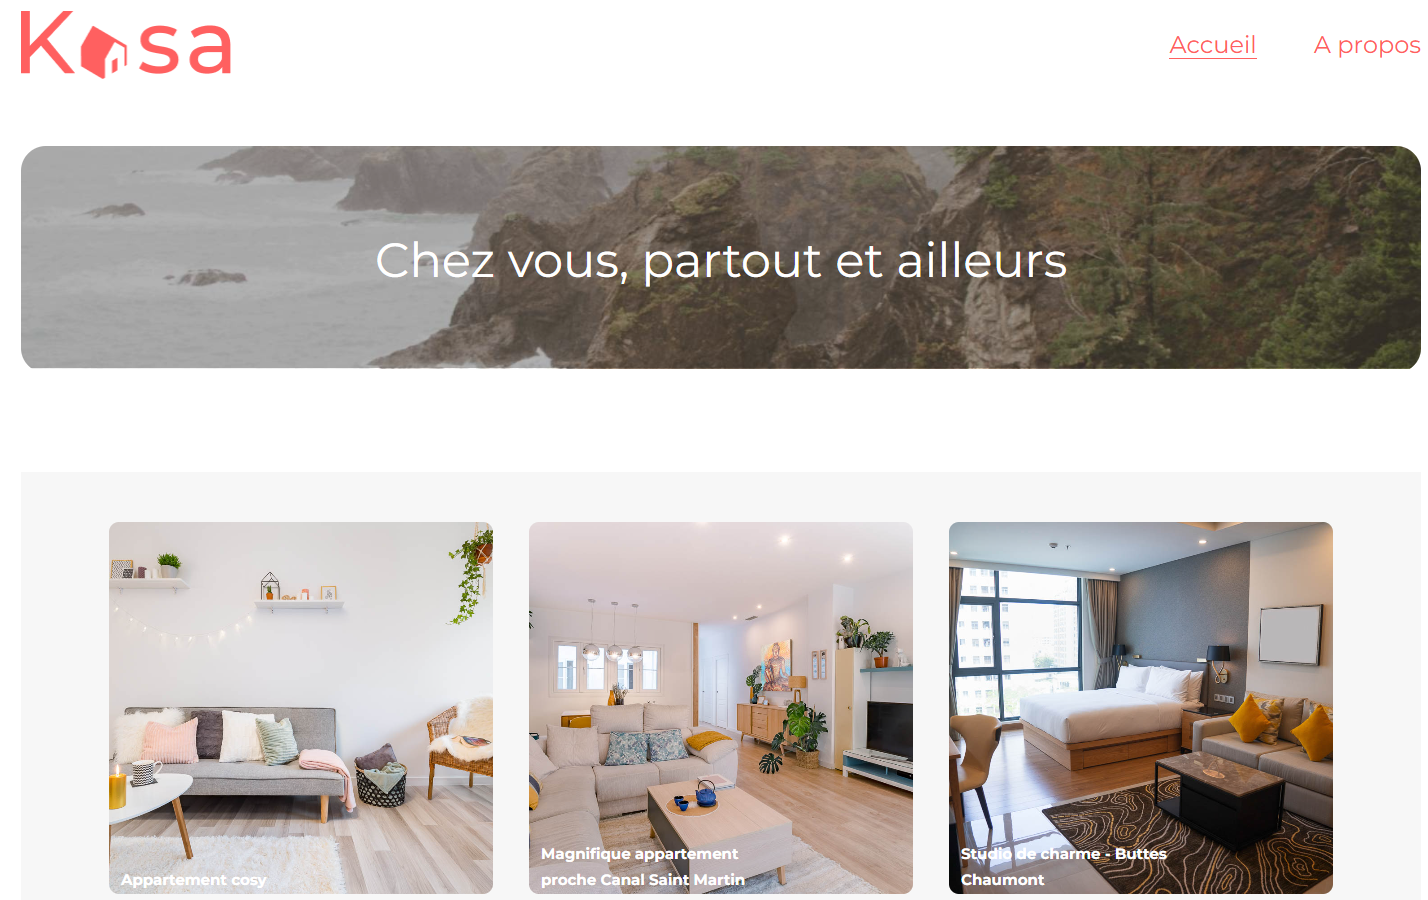 Kasa
Accueil
A propos
Chez vous, partout et ailleurs
Appartement cosy
Magnifique appartement
proche Canal Saint Martin
Studio de charme - Buttes
Chaumont